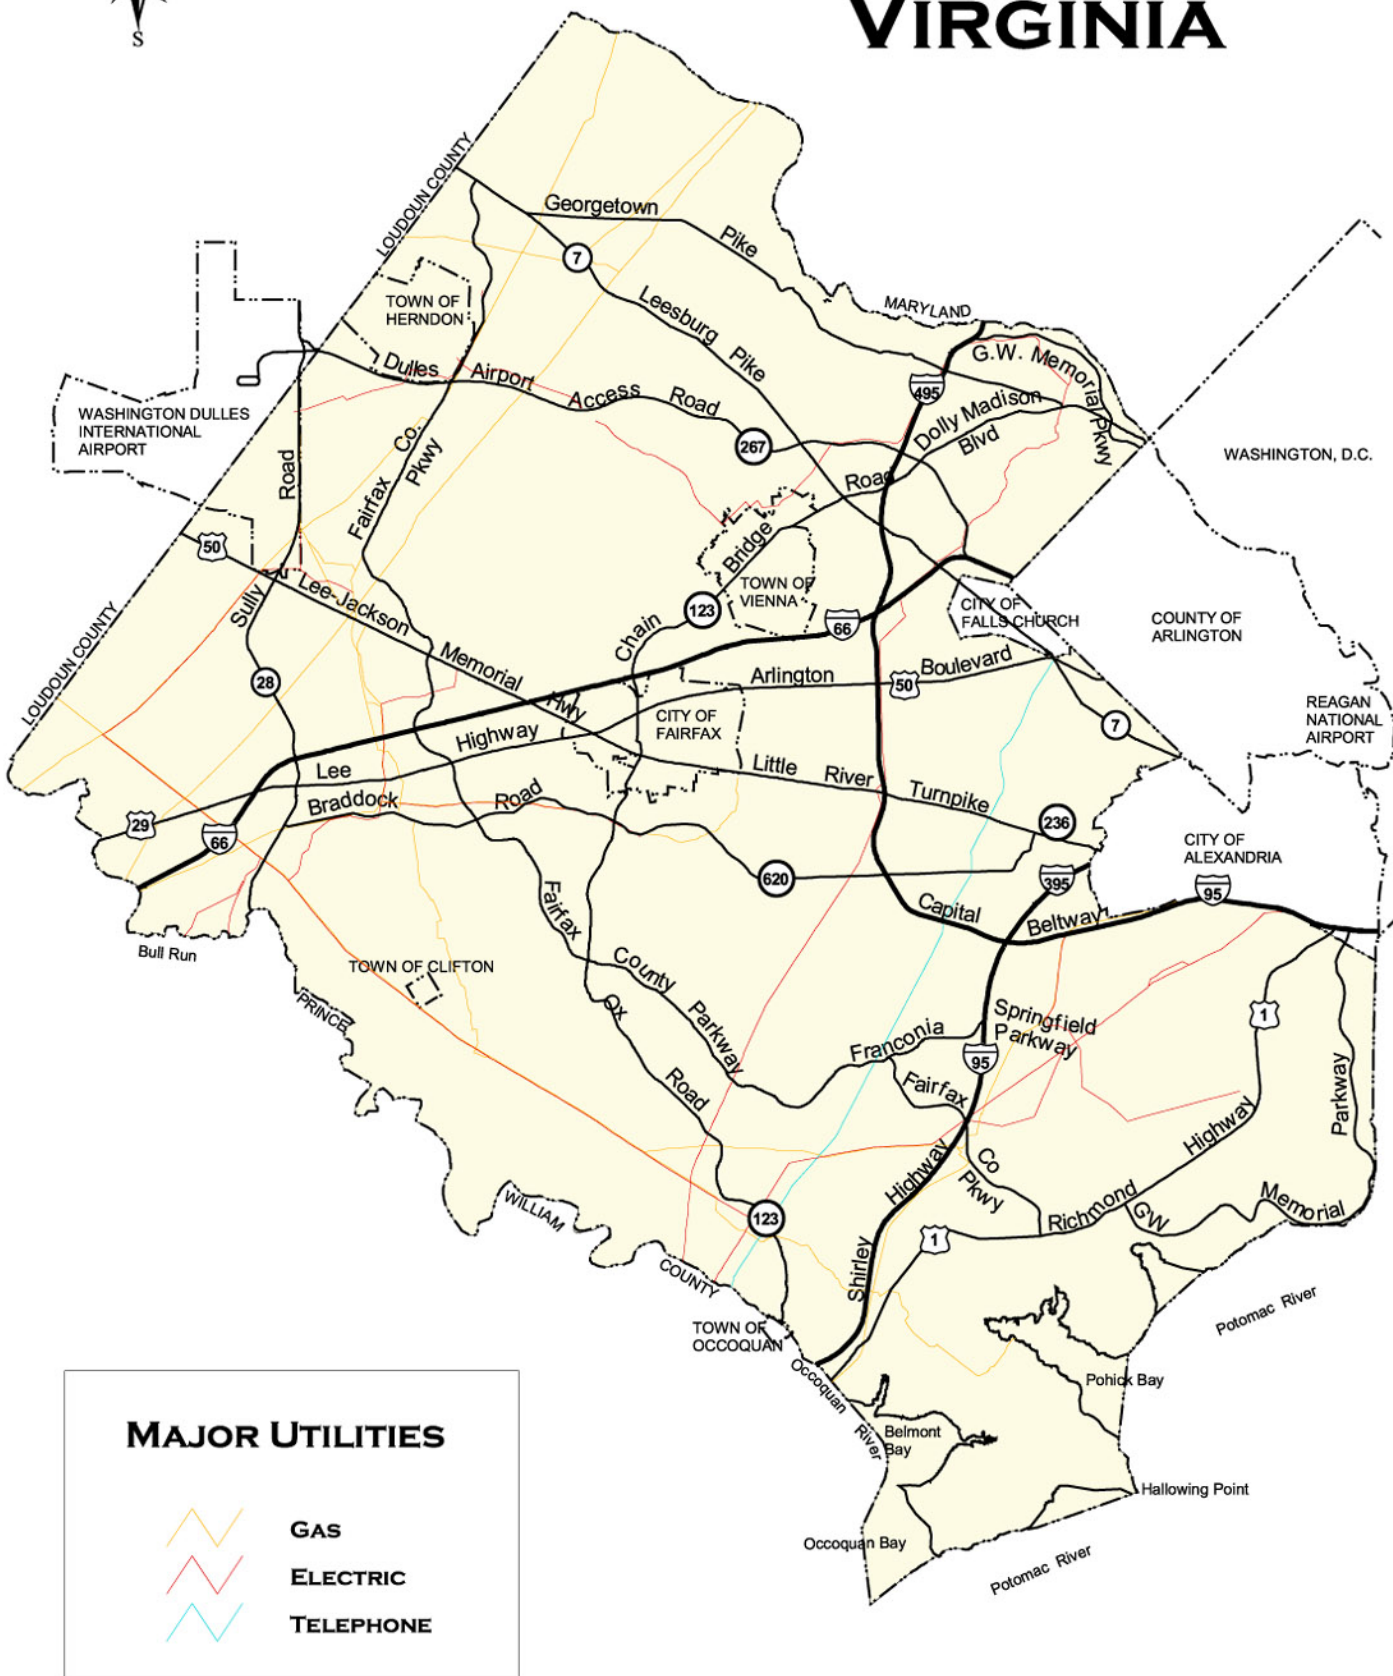 S
VIRGINIA
LOUDOUN COUNTY
Georgetown
Pike
7
TOWN OF
HERNDON
Leesburg
Pike
MARYLAND
G.W. Memorial
Pkwy
Dulles
Airport
Access
Road
495
Dolly Madison
Blvd
WASHINGTON DULLES
INTERNATIONAL
AIRPORT
267
WASHINGTON, D.C.
Road
Fairfax
Co.
Pkwy
Road
Bridge
50
TOWN OF
VIENNA
Sully
Lee-Jackson
Memorial
Hwy
123
Chain
66
CITY OF
FALLS CHURCH
COUNTY OF
ARLINGTON
LOUDOUN COUNTY
28
Arlington
50
Boulevard
REAGAN
NATIONAL
AIRPORT
CITY OF
FAIRFAX
7
Lee
Highway
Little
River
Turnpike
Braddock
Road
29
66
236
CITY OF
ALEXANDRIA
620
395
95
Capital
Beltway
Bull Run
TOWN OF CLIFTON
Fairfax
County
Parkway
PRINCE
Ox
Road
Franconia
Springfield
Parkway
1
95
Fairfax
Co
Pkwy
Parkway
Highway
Richmond
Highway
Shirley
GW
Memorial
WILLIAM
123
1
COUNTY
TOWN OF
OCCOQUAN
Potomac River
Occoquan
River
Pohick Bay
Belmont
Bay
Hallowing Point
Occoquan Bay
Potomac River
MAJOR UTILITIES
GAS
ELECTRIC
TELEPHONE